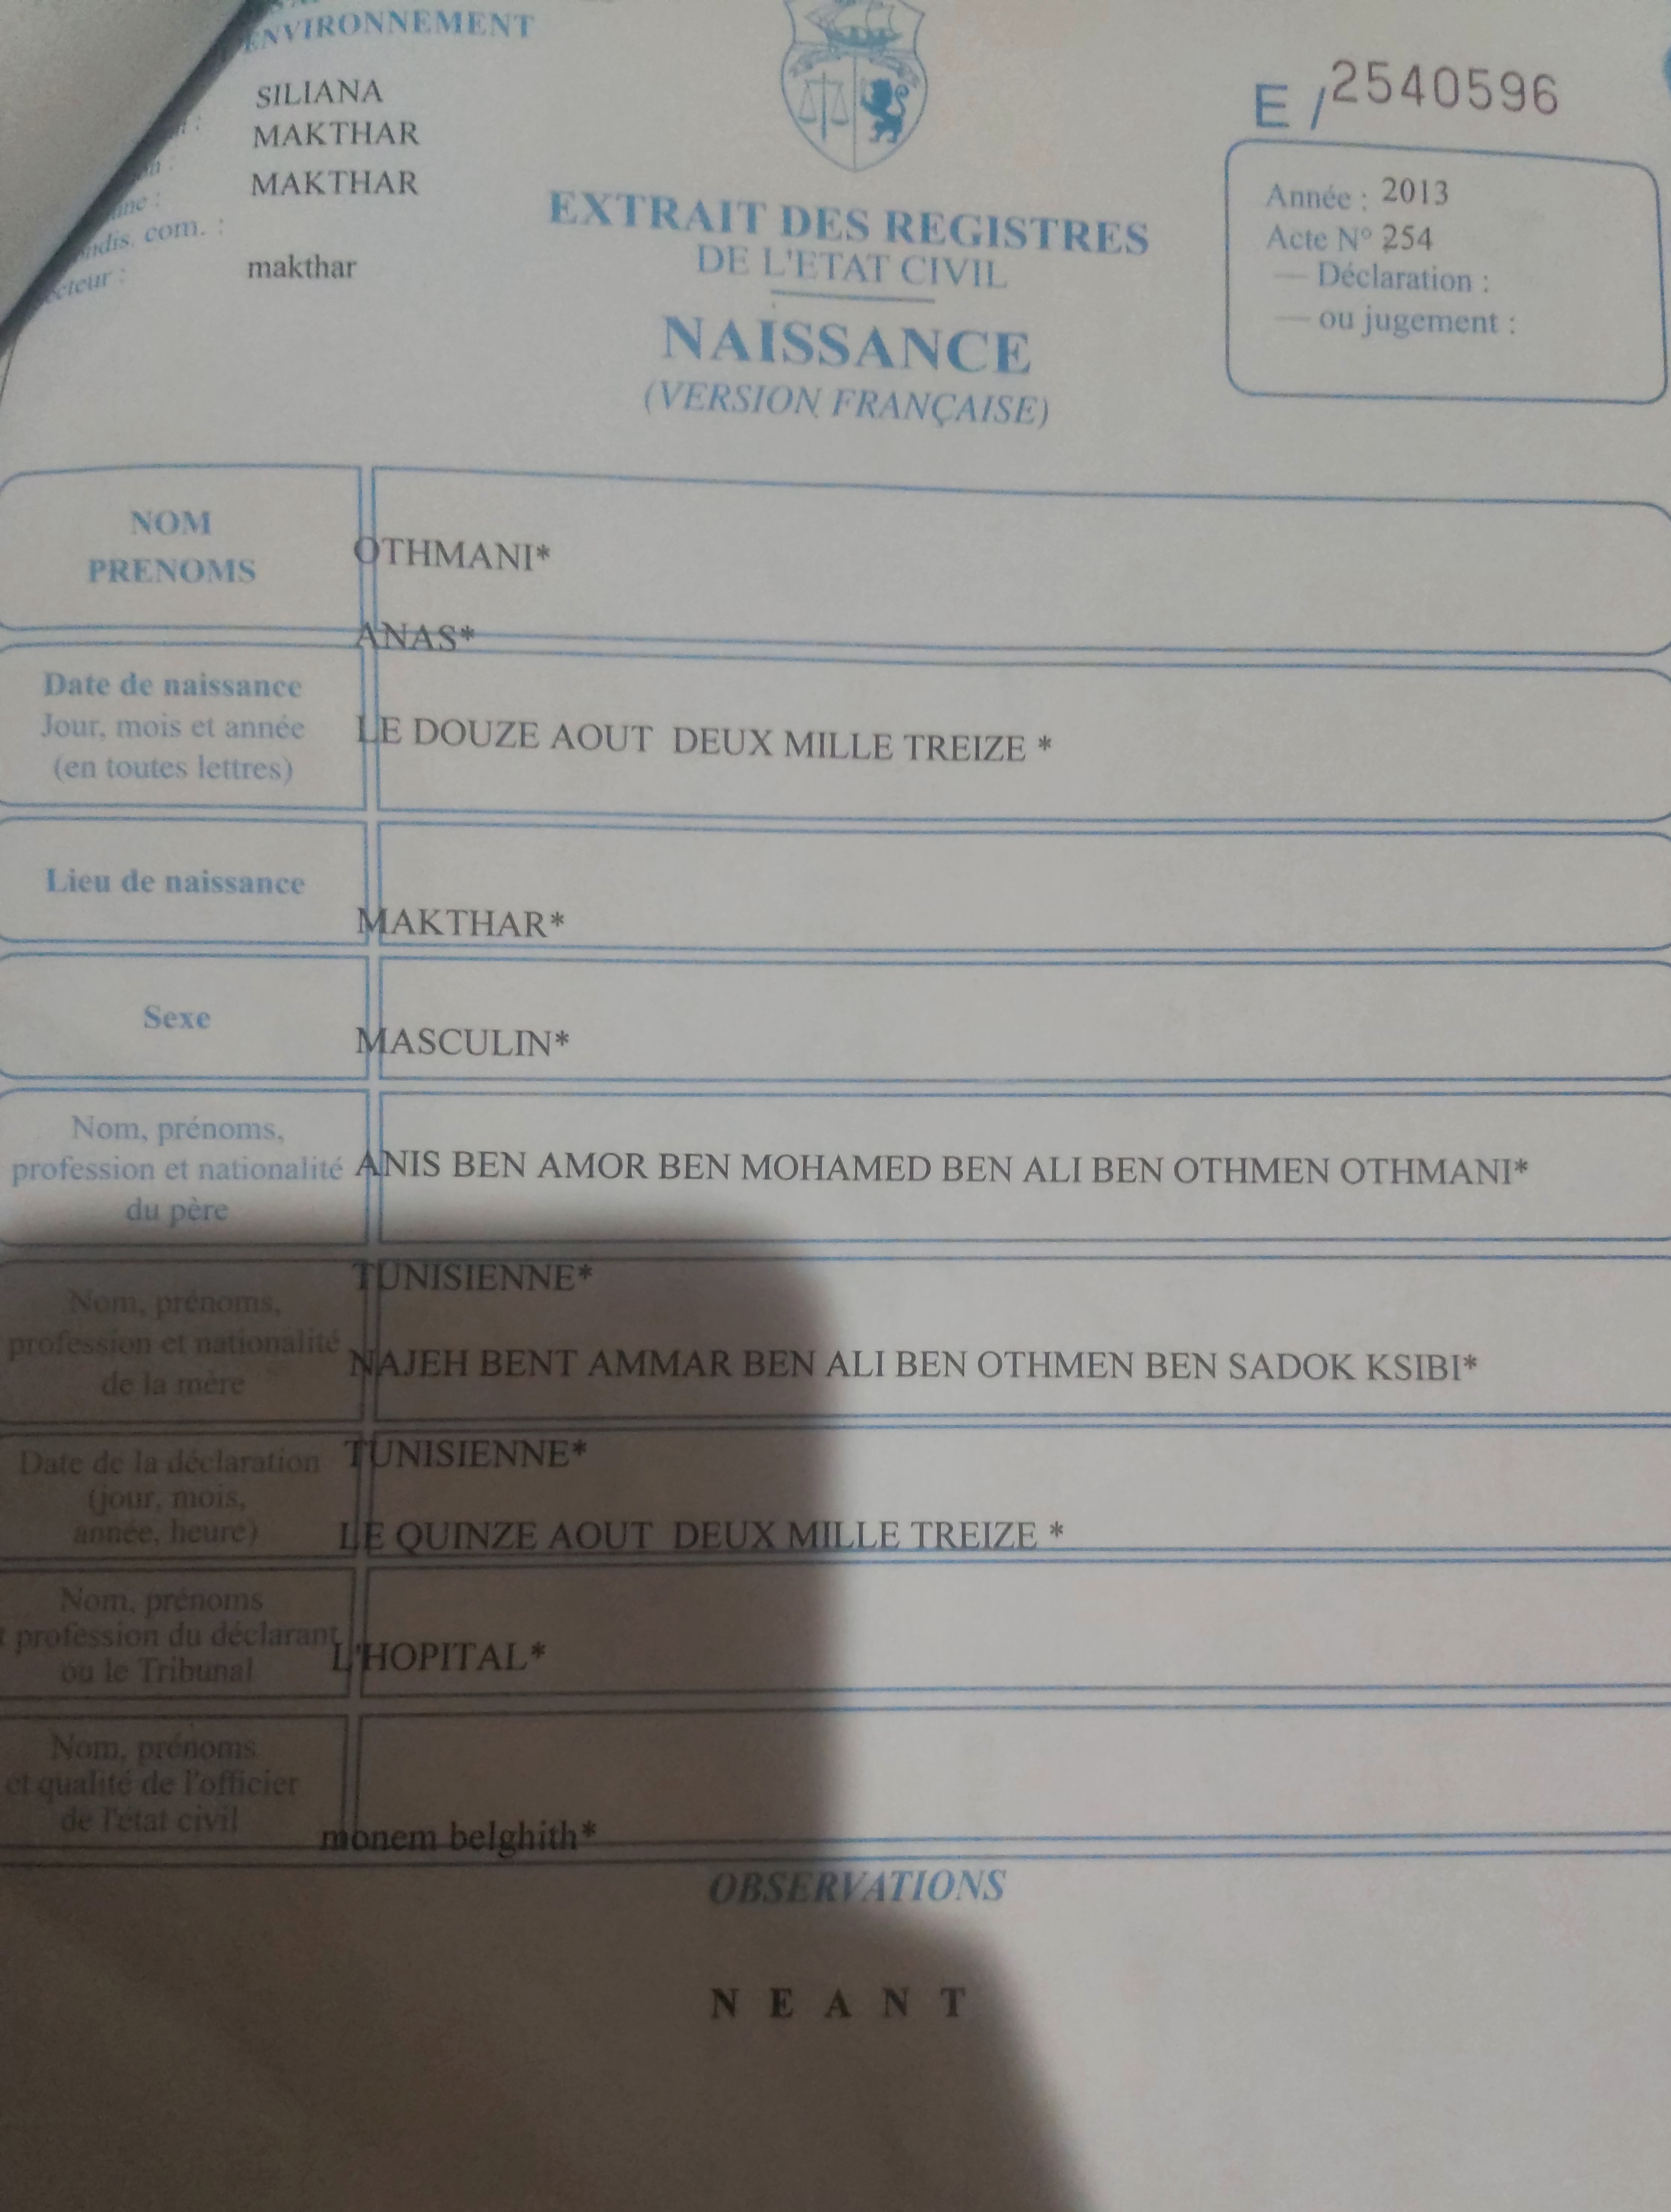 ENVIRONNEMENT
SILIANA
MAKTHAR
MAKTHAR
com. :
makthar
E / 2540596
Année : 2013
Acte N° 254
— Déclaration :
— ou jugement :
EXTRAIT DES REGISTRES
DE L'ETAT CIVIL
NAISSANCE
(VERSION FRANÇAISE)
NOM
PRENOMS
OTHMANI*
ANAS*
Date de naissance
Jour, mois et année
(en toutes lettres)
LE DOUZE AOUT DEUX MILLE TREIZE *
Lieu de naissance
MAKTHAR*
Sexe
MASCULIN*
Nom, prénoms,
profession et nationalité
du père
ANIS BEN AMOR BEN MOHAMED BEN ALI BEN OTHMEN OTHMANI*
TUNISIENNE*
Nom, prénoms,
profession et nationalité
de la mère
NAJEH BENT AMMAR BEN ALI BEN OTHMEN BEN SADOK KSIBI*
TUNISIENNE*
Date de la déclaration
(jour, mois,
année, heure)
LE QUINZE AOUT DEUX MILLE TREIZE *
Nom, prénoms
profession du déclarant
ou le Tribunal
L'HOPITAL*
Nom, prénoms
et qualité de l'officier
de l'état civil
monem belghith*
OBSERVATIONS
N E A N T